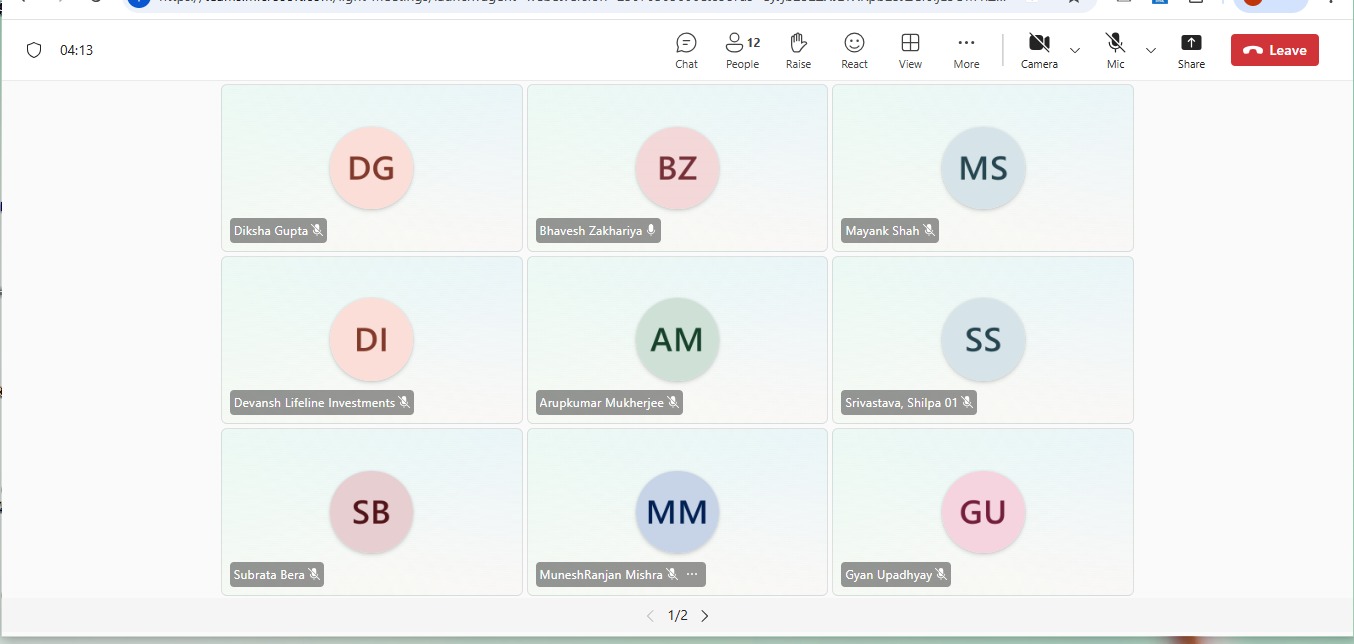 04:13
12
Chat People Raise React View More Camera Mic Share Leave
DG BZ MS
Diksha Gupta Bhavesh Zakhariya Mayank Shah
DI AM SS
Devansh Lifeline Investments Arupkumar Mukherjee Srivastava, Shilpa 01
SB MM GU
Subrata Bera MuneshRanjan Mishra ... Gyan Upadhyay
1/2